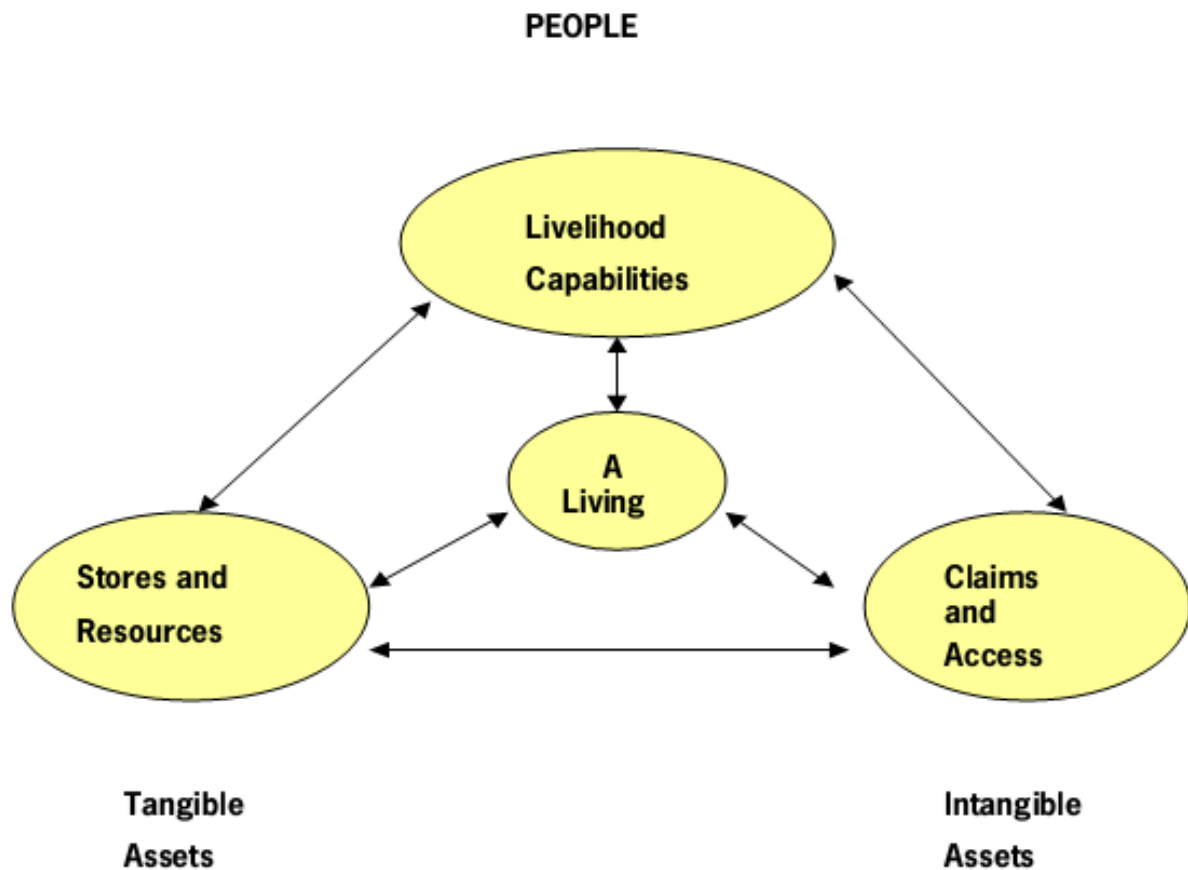 PEOPLE
Livelihood
Capabilities
A
Living
Stores and
Resources
Claims
and
Access
Tangible
Assets
Intangible
Assets